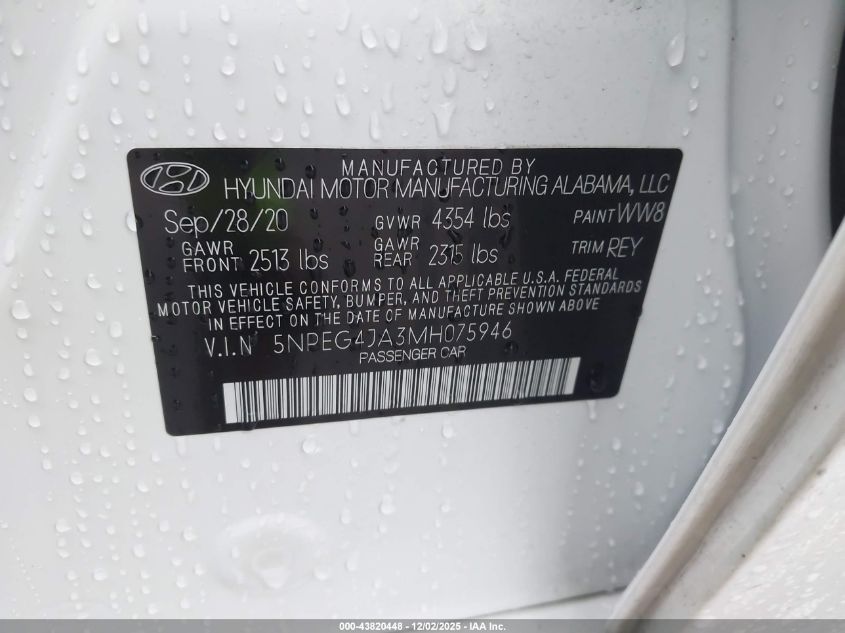 MANUFACTURED BY
HYUNDAI MOTOR MANUFACTURING ALABAMA, LLC
Sep/28/20 GVWR 4354 lbs PAINT WW8
GAWR FRONT 2513 lbs GAWR REAR 2315 lbs TRIM REY
THIS VEHICLE CONFORMS TO ALL APPLICABLE U.S.A. FEDERAL
MOTOR VEHICLE SAFETY, BUMPER, AND THEFT PREVENTION STANDARDS
IN EFFECT ON THE DATE OF MANUFACTURE SHOWN ABOVE
V.I.N 5NPEG4JA3MH075946
PASSENGER CAR
000-43820448 - 12/02/2025 - IAA Inc.